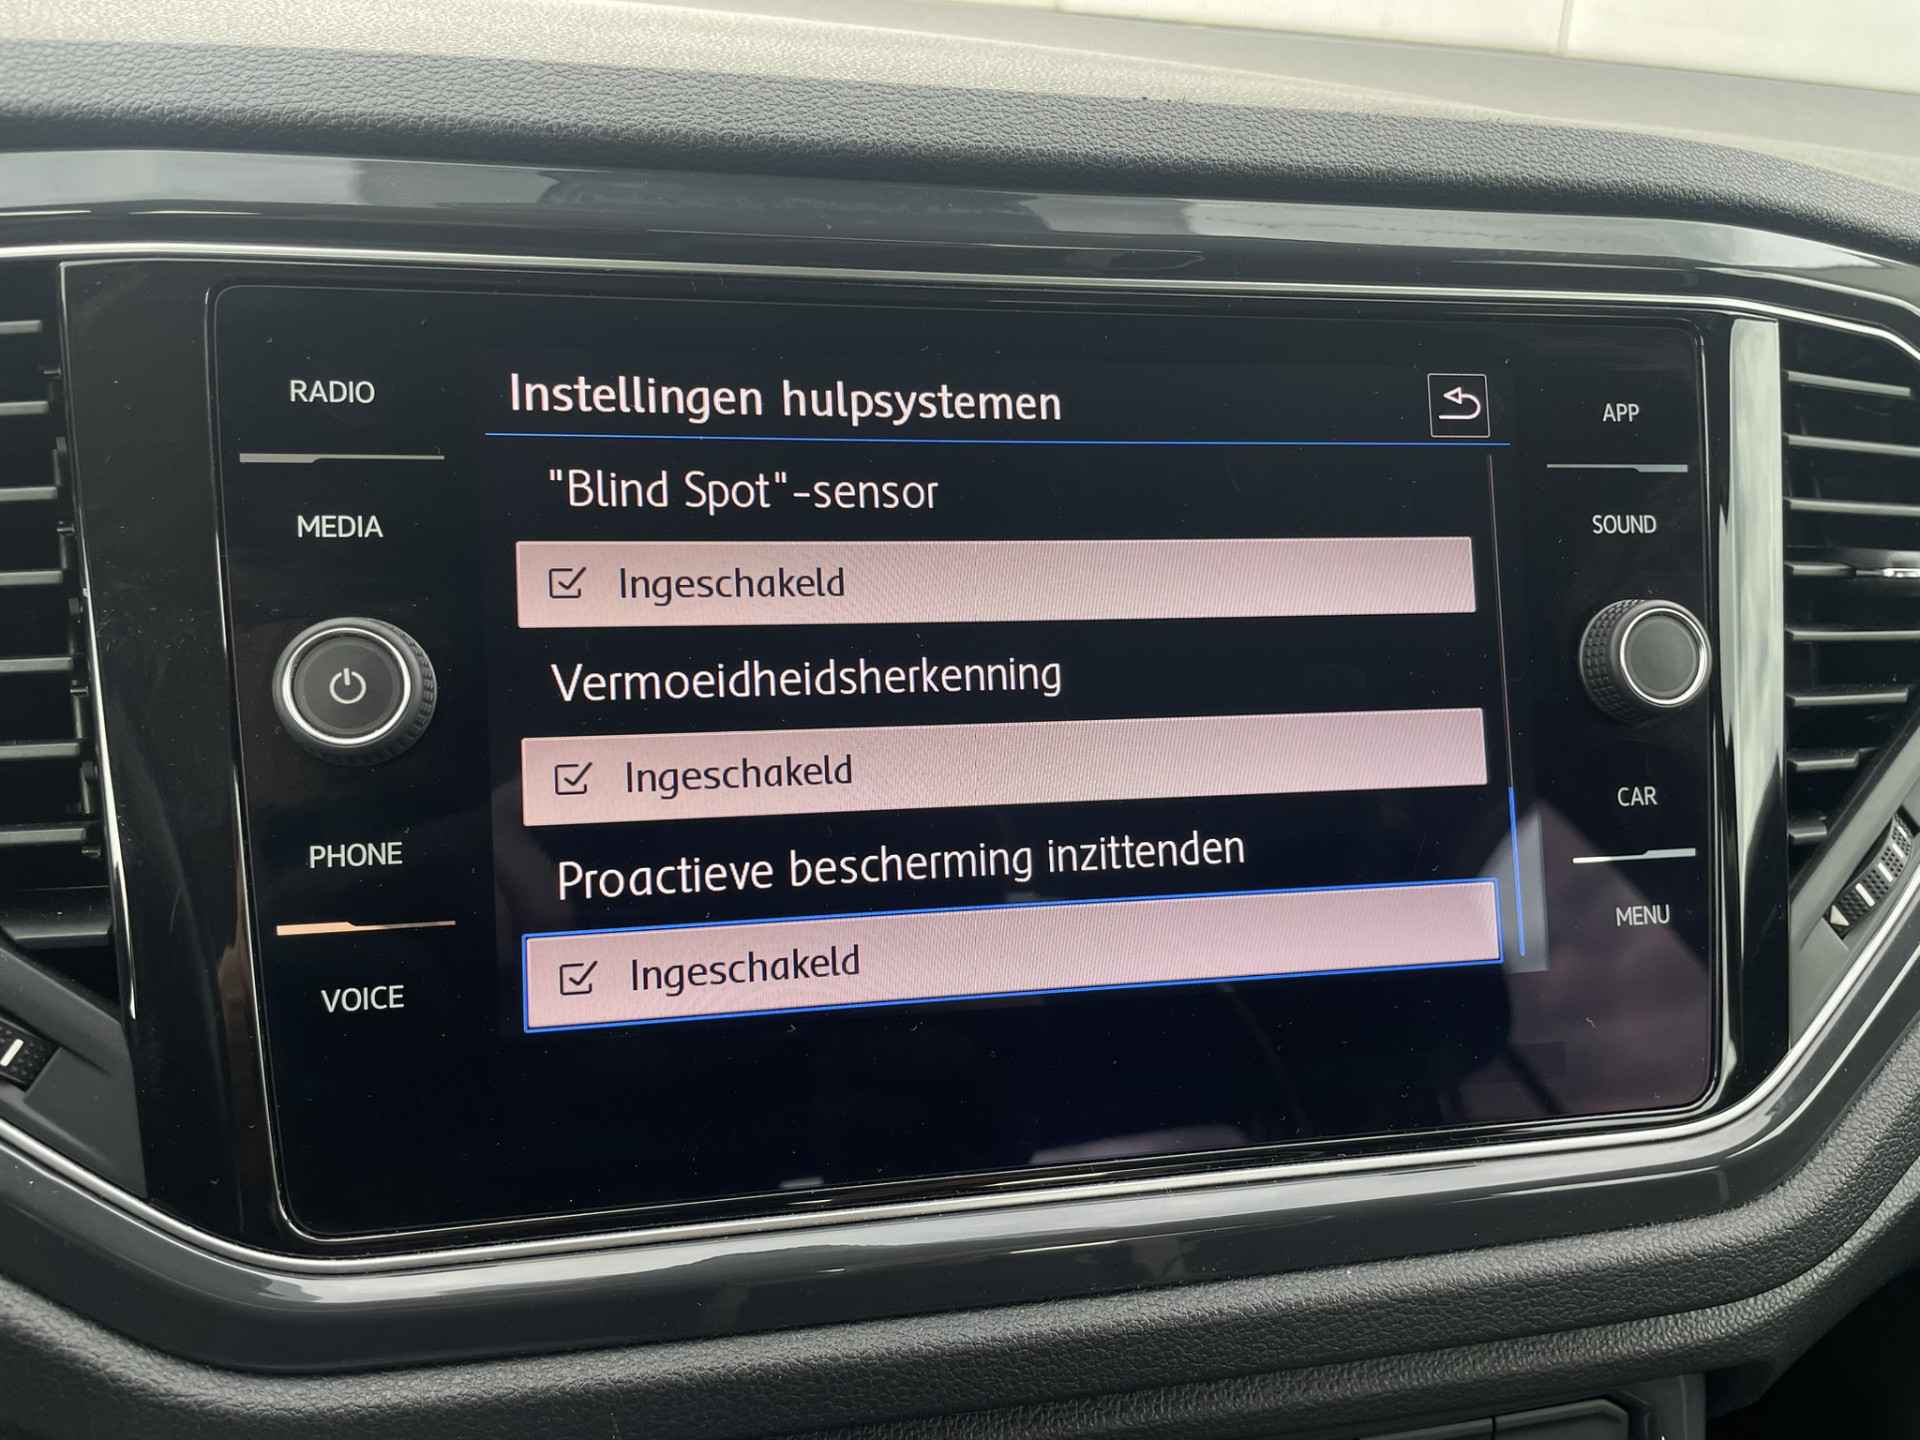 RADIO
MEDIA
PHONE
VOICE
Instellingen hulpsystemen
"Blind Spot"-sensor
Ingeschakeld
Vermoeidheidsherkenning
Ingeschakeld
Proactieve bescherming inzittenden
Ingeschakeld
APP
SOUND
CAR
MENU